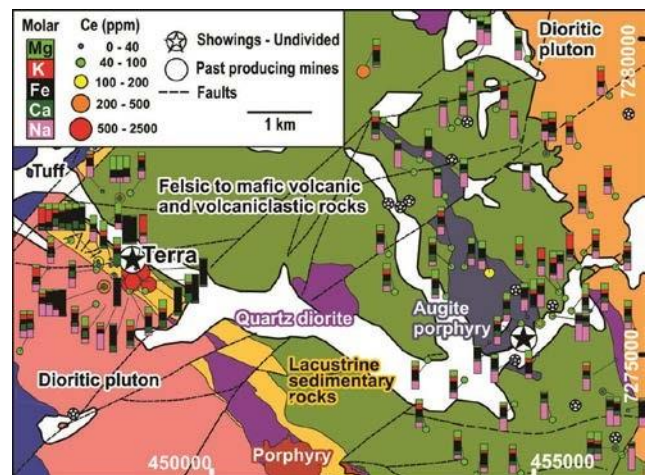 Molar
Mg
K
Fe
Ca
Na
Ce (ppm)
0 - 40
40 - 100
100 - 200
200 - 500
500 - 2500
Showings - Undivided
Past producing mines
Faults
1 km
Dioritic
pluton
7280000
Tuff
Felsic to mafic volcanic
and volcaniclastic rocks
Terra
Quartz diorite
Augite
porphyry
Lacustrine
sedimentary
rocks
Dioritic pluton
7275000
Porphyry
450000
455000